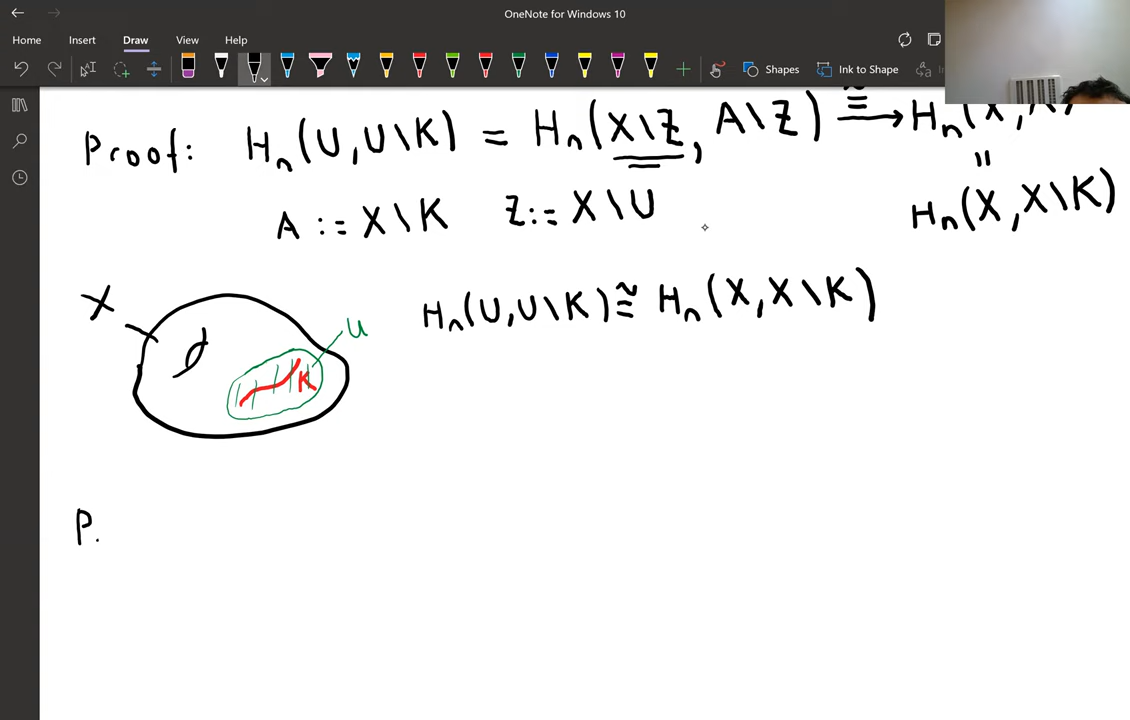 OneNote for Windows 10
Home Insert Draw View Help
Shapes Ink to Shape
Proof: Hₙ(U,U\K) = Hₙ(X\Z, A\Z) ≅→ Hₙ(X,
||
A := X\K Z := X\U Hₙ(X,X\K)
X
Hₙ(U,U\K) ≅ Hₙ(X,X\K)
U
K
P.